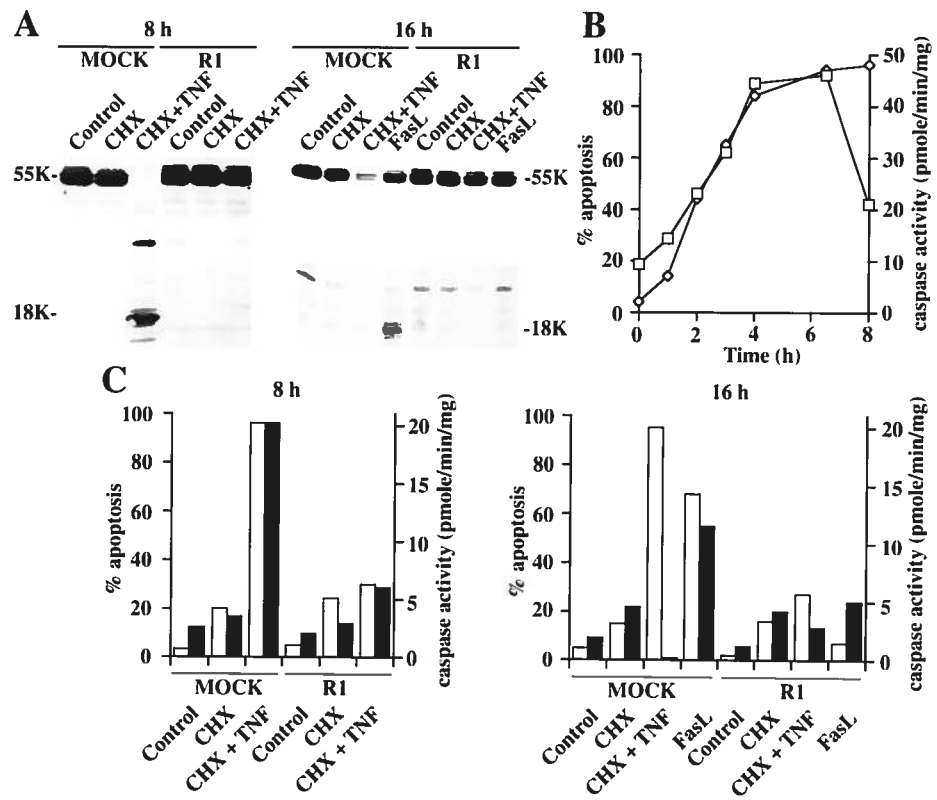 A
8 h
16 h
MOCK
R1
MOCK
R1
Control
CHX
CHX+TNF
Control
CHX
CHX+TNF
Control
CHX
CHX+TNF
FasL
Control
CHX
CHX+TNF
FasL
55K-
-55K
18K-
-18K
B
100
80
60
40
20
0
% apoptosis
50
40
30
20
10
0
caspase activity (pmole/min/mg)
0
2
4
6
8
Time (h)
C
8 h
100
80
60
40
20
0
% apoptosis
20
15
10
5
0
caspase activity (pmole/min/mg)
MOCK
R1
Control
CHX
CHX + TNF
Control
CHX
CHX + TNF
16 h
100
80
60
40
20
0
% apoptosis
20
15
10
5
0
caspase activity (pmole/min/mg)
MOCK
R1
Control
CHX
CHX + TNF
FasL
Control
CHX
CHX + TNF
FasL